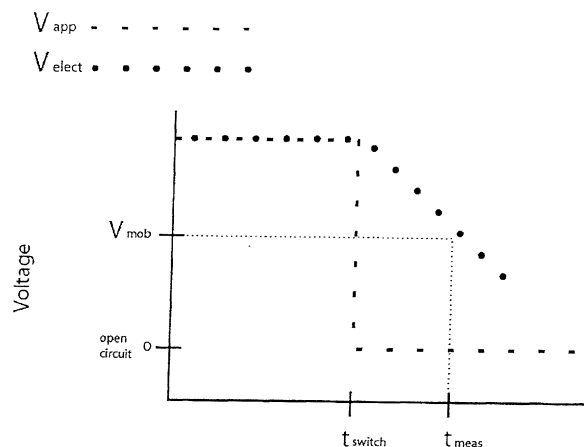 V app
V elect
Voltage
V mob
open circuit 0
t switch
t meas